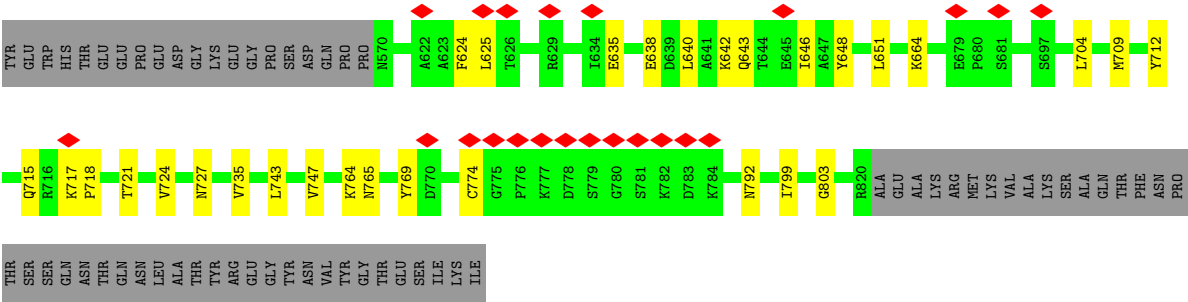 TYR GLU TRP HIS THR GLU GLU PRO GLU ASP GLY LYS GLU GLY PRO SER ASP GLN PRO PRO N570 A622 A623 F624 L625 T626 R629 I634 E635 E638 D639 L640 A641 K642 Q643 T644 E645 I646 A647 Y648 L651 K664 E679 P680 S681 S697 L704 M709 Y712
Q715 R716 K717 P718 T721 V724 N727 V735 L743 V747 K764 N765 Y769 D770 C774 G775 P776 K777 D778 S779 G780 S781 K782 D783 K784 N792 I799 G803 R820 ALA GLU ALA LYS ARG MET LYS VAL ALA LYS SER ALA GLN THR PHE ASN PRO
THR SER SER GLN ASN THR GLN ASN LEU ALA THR TYR ARG GLU GLY TYR ASN VAL TYR GLY THR GLU SER ILE LYS ILE